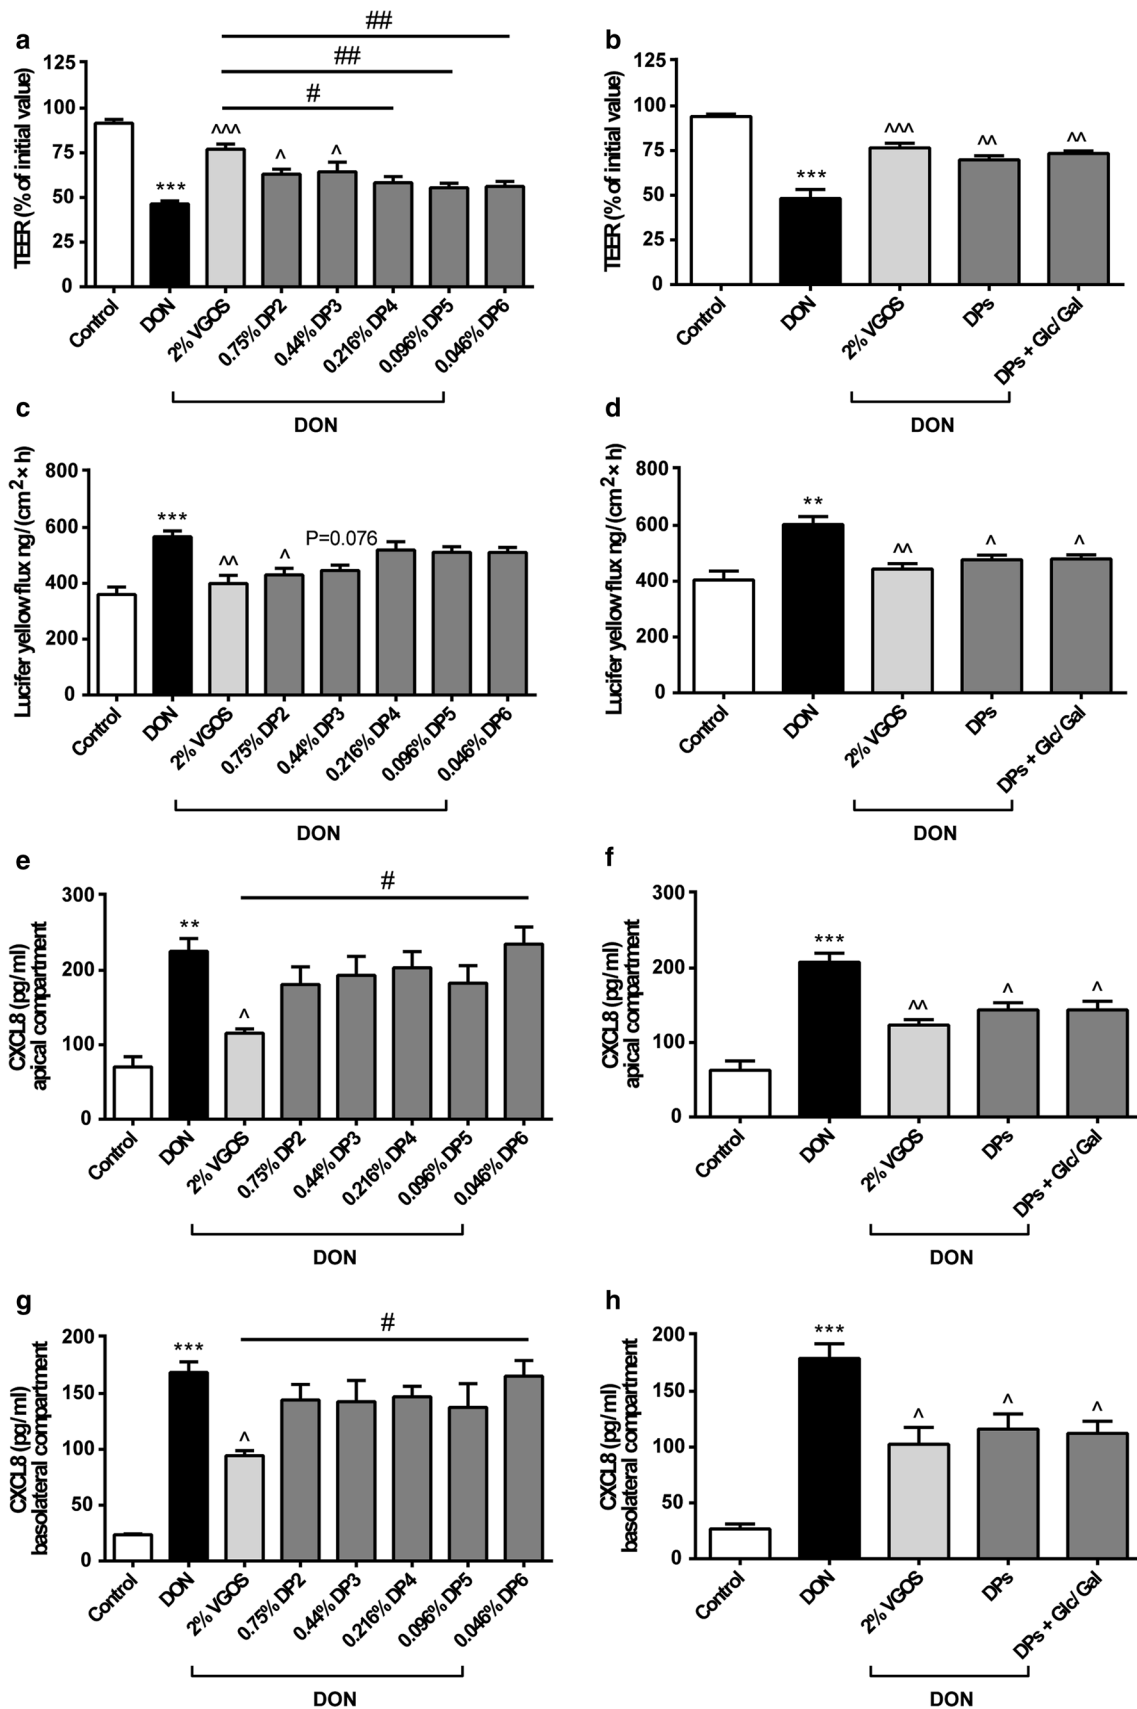 a
##
##
#
TEER (% of initial value)
125
100
75
50
25
0
***
^^^
^
^
Control
DON
2% VGOS
0.75% DP2
0.44% DP3
0.216% DP4
0.096% DP5
0.046% DP6
DON
b
TEER (% of initial value)
125
100
75
50
25
0
***
^^^
^^
^^
Control
DON
2% VGOS
DPs
DPs + Glc/Gal
DON
c
Lucifer yellow flux ng/(cm²× h)
800
600
400
200
0
***
^^
^
P=0.076
Control
DON
2% VGOS
0.75% DP2
0.44% DP3
0.216% DP4
0.096% DP5
0.046% DP6
DON
d
Lucifer yellow flux ng/(cm²× h)
800
600
400
200
0
**
^^
^
^
Control
DON
2% VGOS
DPs
DPs + Glc/Gal
DON
e
CXCL8 (pg/ml)
apical compartment
300
200
100
0
#
**
^
Control
DON
2% VGOS
0.75% DP2
0.44% DP3
0.216% DP4
0.096% DP5
0.046% DP6
DON
f
CXCL8 (pg/ml)
apical compartment
300
200
100
0
***
^^
^
^
Control
DON
2% VGOS
DPs
DPs + Glc/Gal
DON
g
CXCL8 (pg/ml)
basolateral compartment
200
150
100
50
0
#
***
^
Control
DON
2% VGOS
0.75% DP2
0.44% DP3
0.216% DP4
0.096% DP5
0.046% DP6
DON
h
CXCL8 (pg/ml)
basolateral compartment
200
150
100
50
0
***
^
^
^
Control
DON
2% VGOS
DPs
DPs + Glc/Gal
DON